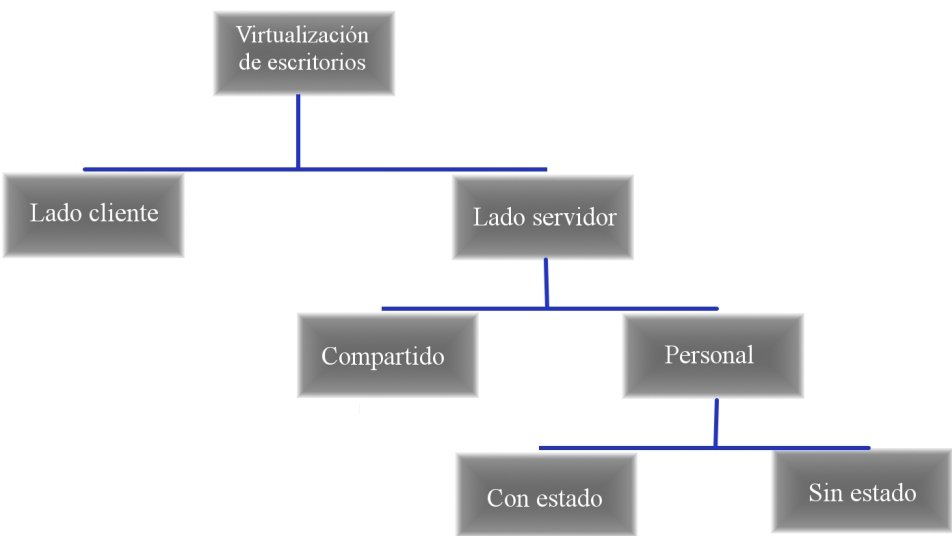 Virtualización
de escritorios
Lado cliente
Lado servidor
Compartido
Personal
Con estado
Sin estado